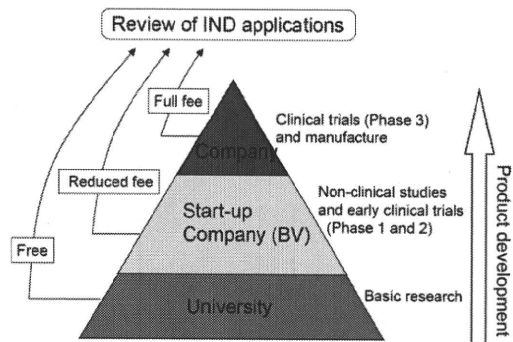 Review of IND applications
Full fee
Clinical trials (Phase 3)
and manufacture
Company
Reduced fee
Non-clinical studies
and early clinical trials
(Phase 1 and 2)
Start-up
Company (BV)
Free
Basic research
University
Product development